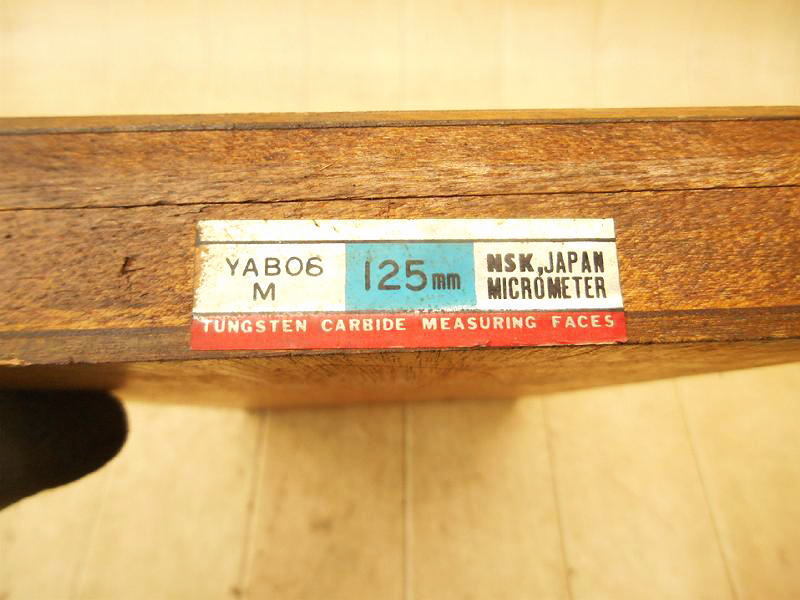 YAB06
M
125mm
NSK, JAPAN
MICROMETER
TUNGSTEN CARBIDE MEASURING FACES